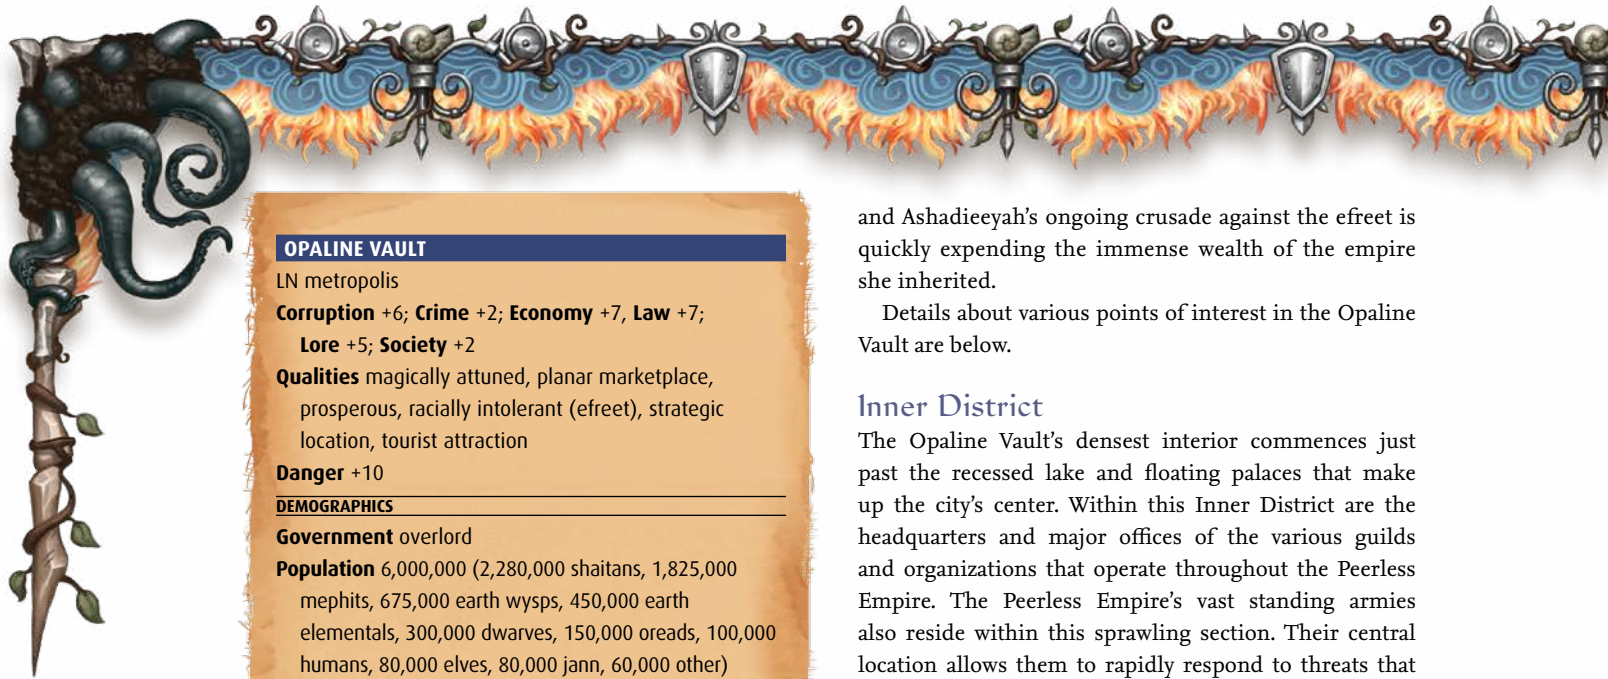 OPALINE VAULT
LN metropolis
Corruption +6; Crime +2; Economy +7, Law +7;
Lore +5; Society +2
Qualities magically attuned, planar marketplace,
prosperous, racially intolerant (efreet), strategic
location, tourist attraction
Danger +10
DEMOGRAPHICS
Government overlord
Population 6,000,000 (2,280,000 shaitans, 1,825,000
mephits, 675,000 earth wysps, 450,000 earth
elementals, 300,000 dwarves, 150,000 oreads, 100,000
humans, 80,000 elves, 80,000 jann, 60,000 other)
and Ashadieeyah’s ongoing crusade against the efreet is
quickly expending the immense wealth of the empire
she inherited.
Details about various points of interest in the Opaline
Vault are below.
Inner District
The Opaline Vault’s densest interior commences just
past the recessed lake and floating palaces that make
up the city’s center. Within this Inner District are the
headquarters and major offices of the various guilds
and organizations that operate throughout the Peerless
Empire. The Peerless Empire’s vast standing armies
also reside within this sprawling section. Their central
location allows them to rapidly respond to threats that